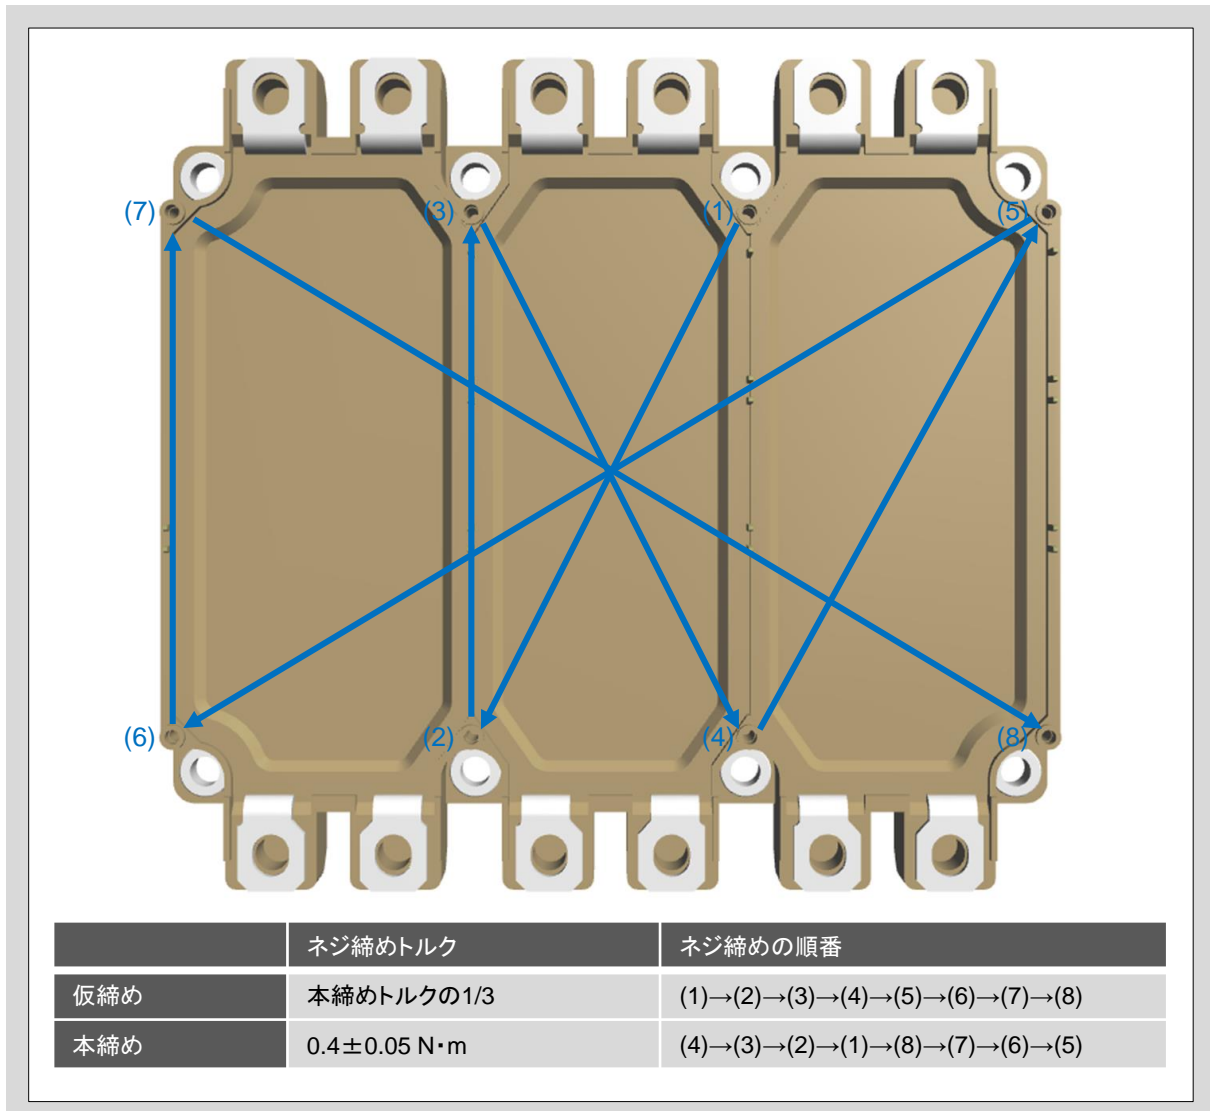 (7) (3) (1) (5)
(6) (2) (4) (8)
ネジ締めトルク ネジ締めの順番
仮締め 本締めトルクの1/3 (1)→(2)→(3)→(4)→(5)→(6)→(7)→(8)
本締め 0.4±0.05 N・m (4)→(3)→(2)→(1)→(8)→(7)→(6)→(5)